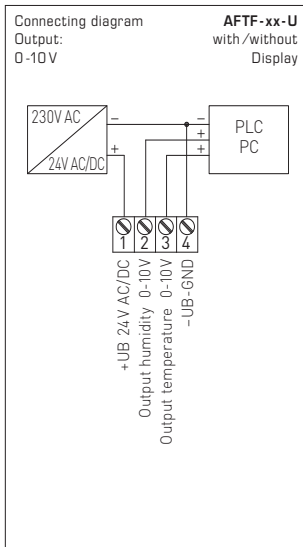 Connecting diagram
Output:
0-10V
AFTF-xx-U
with/without
Display
230V AC
24V AC/DC
–
+
–
+
+
PLC
PC
1 2 3 4
+UB 24V AC/DC
Output humidity 0-10V
Output temperature 0-10V
–UB-GND